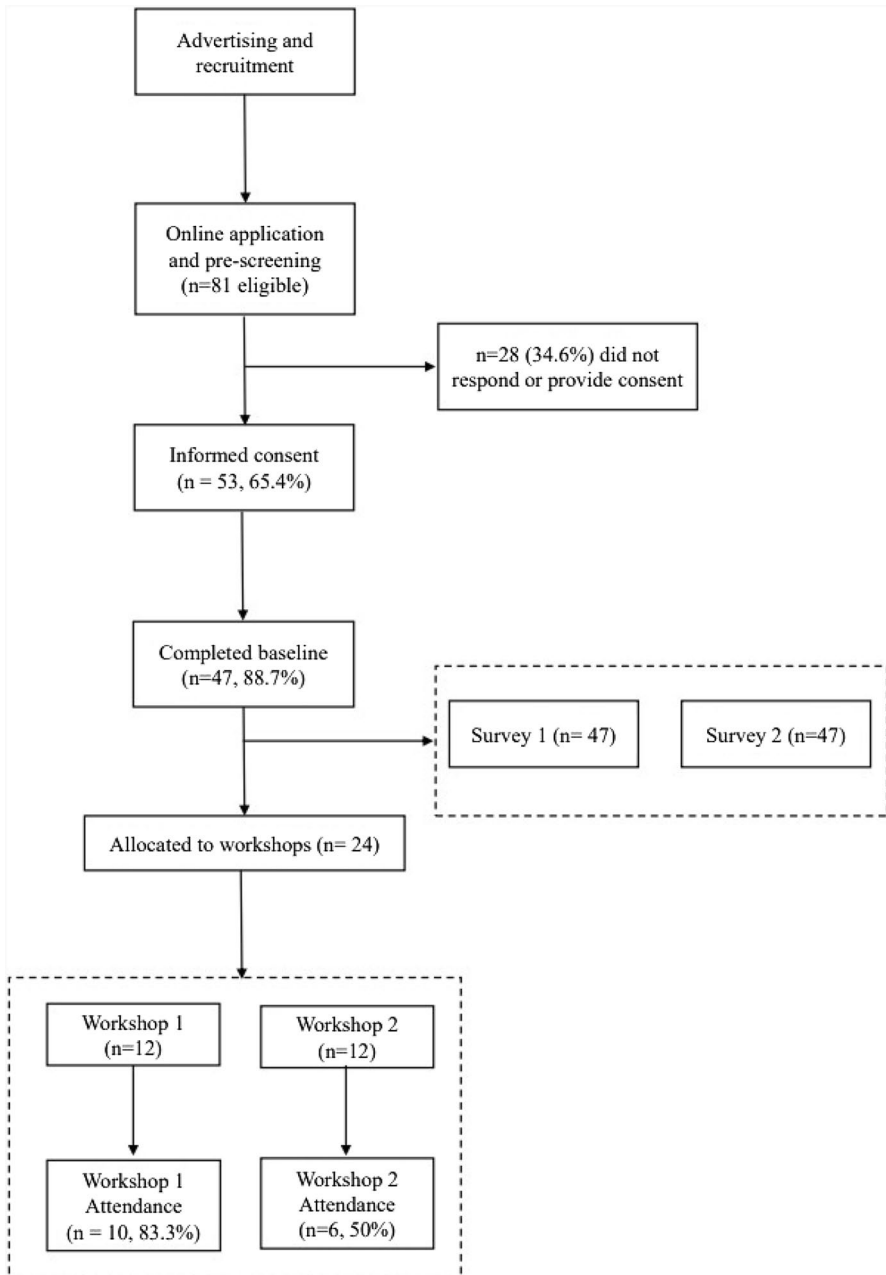 Advertising and
recruitment
Online application
and pre-screening
(n=81 eligible)
n=28 (34.6%) did not
respond or provide consent
Informed consent
(n = 53, 65.4%)
Completed baseline
(n=47, 88.7%)
Survey 1 (n= 47)
Survey 2 (n=47)
Allocated to workshops (n= 24)
Workshop 1
(n=12)
Workshop 2
(n=12)
Workshop 1
Attendance
(n = 10, 83.3%)
Workshop 2
Attendance
(n=6, 50%)